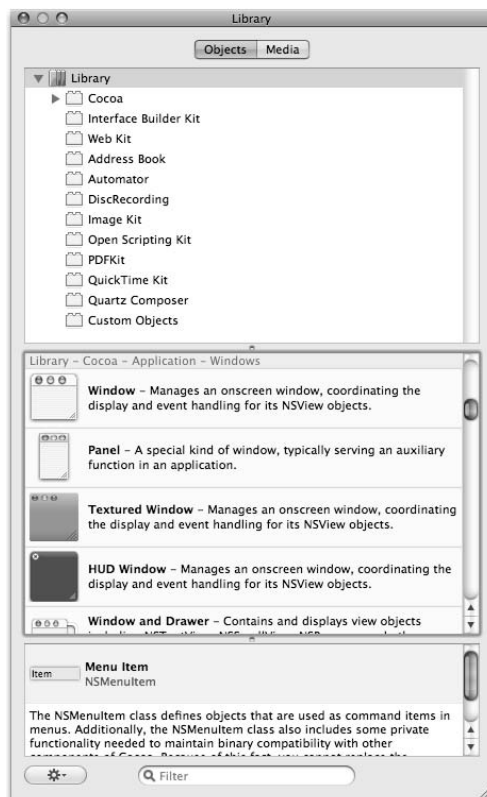 Library
Objects Media
Library
Cocoa
Interface Builder Kit
Web Kit
Address Book
Automator
DiscRecording
Image Kit
Open Scripting Kit
PDFKit
QuickTime Kit
Quartz Composer
Custom Objects
Library – Cocoa – Application – Windows
Window – Manages an onscreen window, coordinating the
display and event handling for its NSView objects.
Panel – A special kind of window, typically serving an auxiliary
function in an application.
Textured Window – Manages an onscreen window, coordinating
the display and event handling for its NSView objects.
HUD Window – Manages an onscreen window, coordinating the
display and event handling for its NSView objects.
Window and Drawer – Contains and displays view objects
Item
Menu Item
NSMenuItem
The NSMenuItem class defines objects that are used as command items in
menus. Additionally, the NSMenuItem class also includes some private
functionality needed to maintain binary compatibility with other
Filter